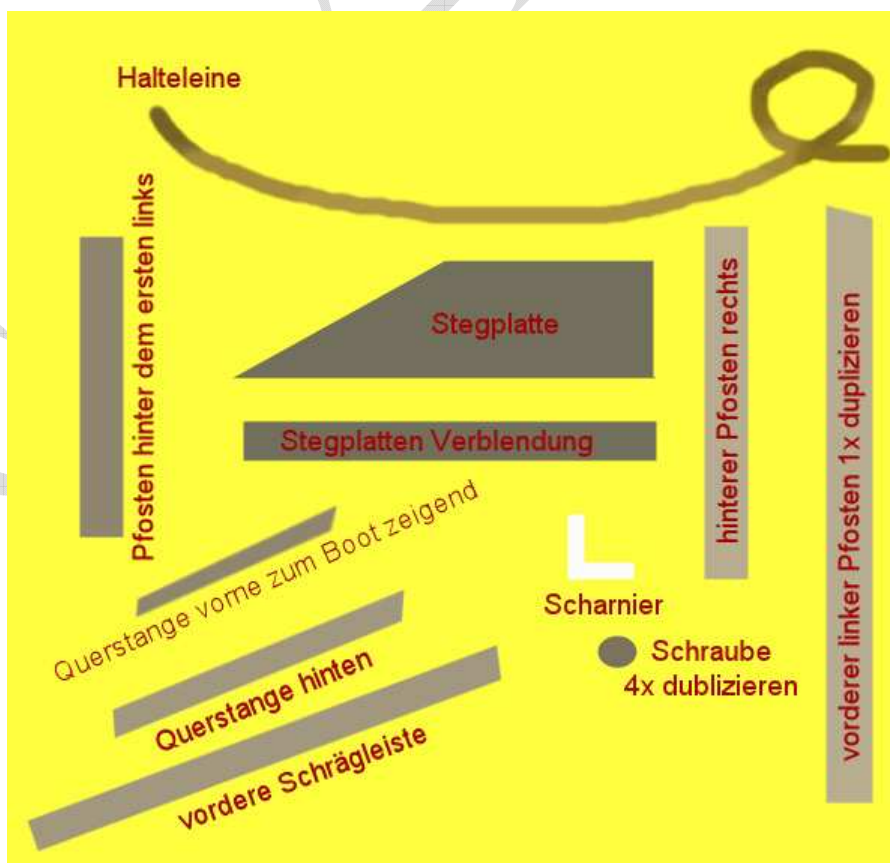 Halteleine
Pfosten hinter dem ersten links
Stegplatte
hinterer Pfosten rechts
vorderer linker Pfosten 1x duplizieren
Stegplatten Verblendung
Querstange vorne zum Boot zeigend
Scharnier
Querstange hinten
Schraube
4x dublizieren
vordere Schrägleiste